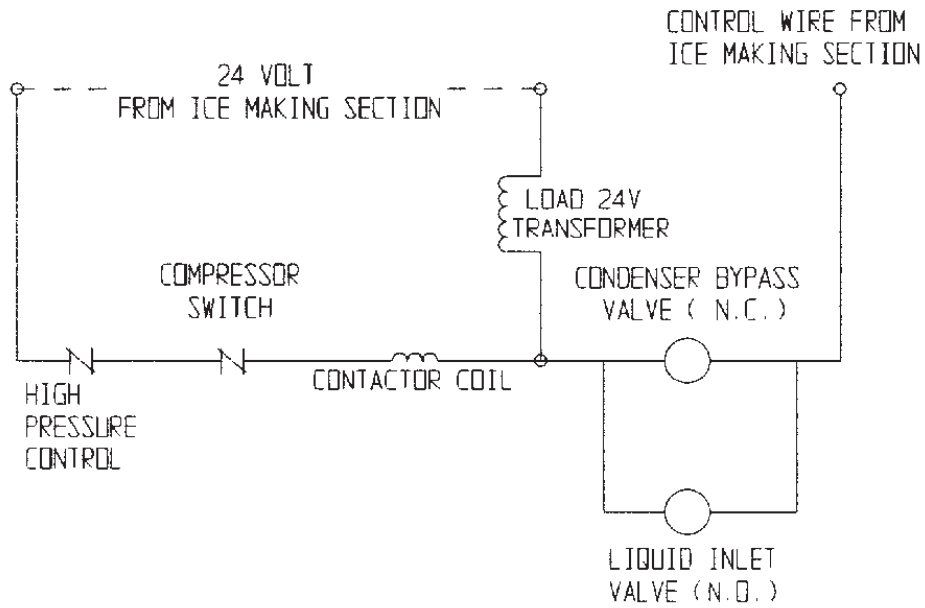 CONTROL WIRE FROM
ICE MAKING SECTION
24 VOLT
FROM ICE MAKING SECTION
LOAD 24V
TRANSFORMER
COMPRESSOR
SWITCH
CONDENSER BYPASS
VALVE ( N.C.)
CONTACTOR COIL
HIGH
PRESSURE
CONTROL
LIQUID INLET
VALVE (N.O.)